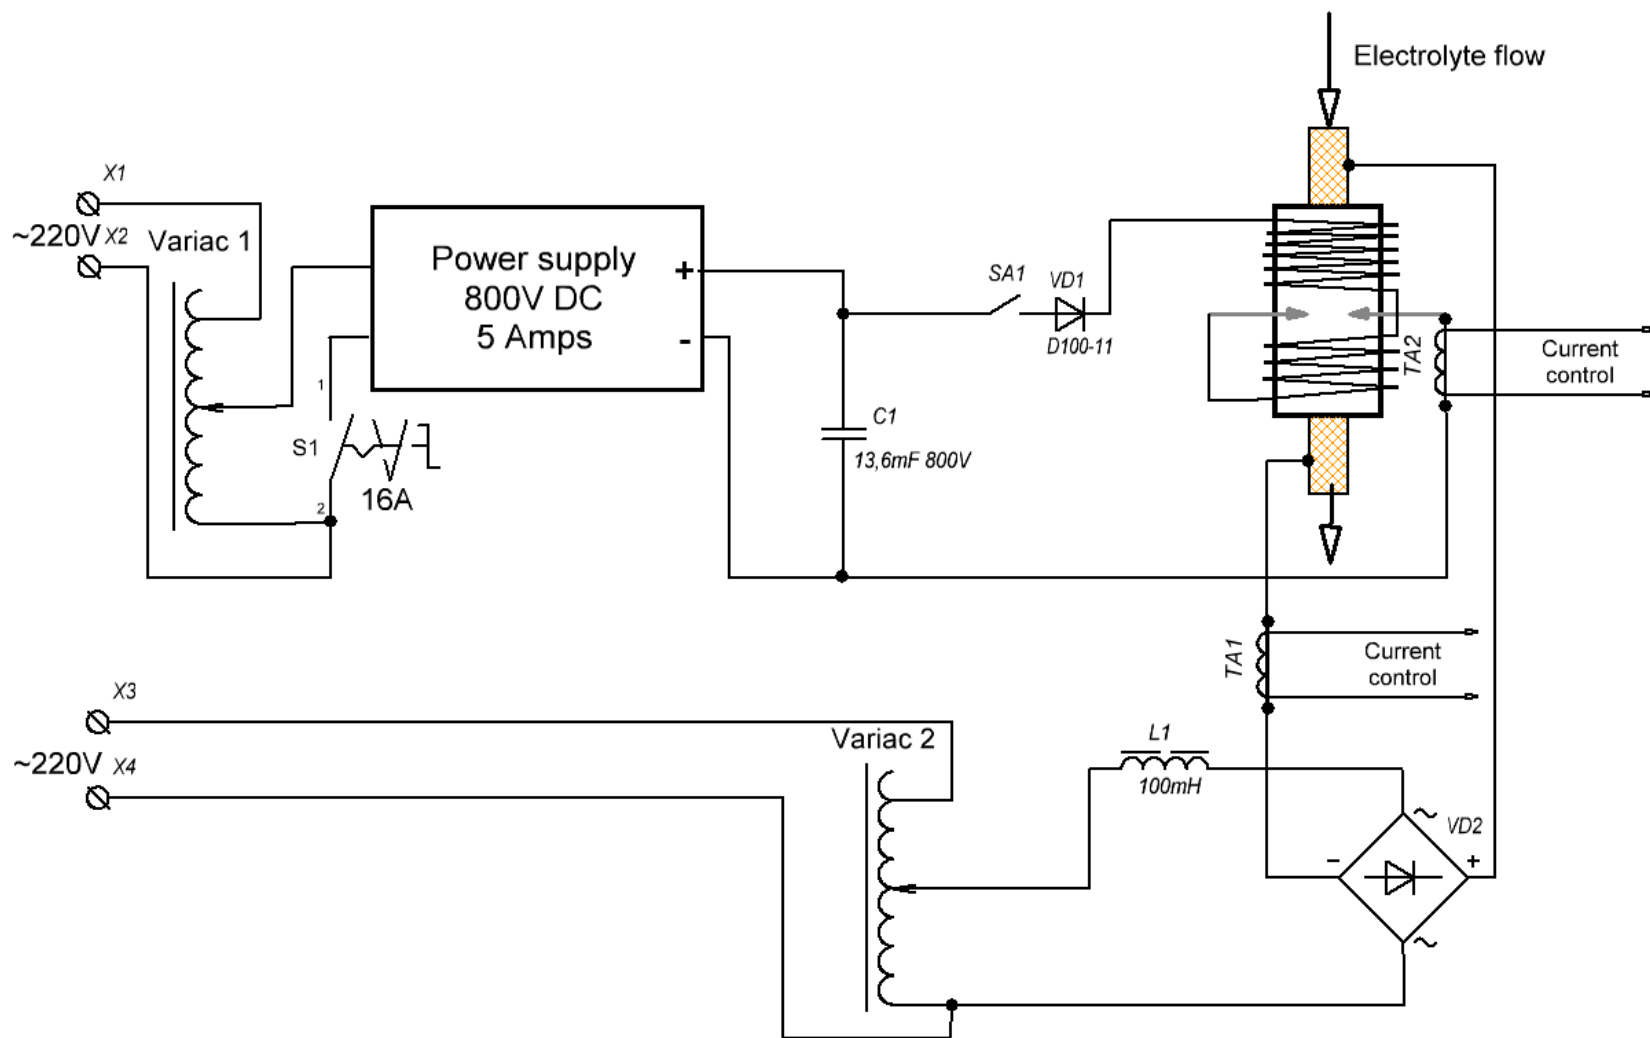 Electrolyte flow
X1
~220V X2
Variac 1
Power supply
800V DC
5 Amps
+
-
SA1
VD1
D100-11
TA2
Current
control
1
S1
2
16A
C1
13,6mF 800V
TA1
Current
control
X3
~220V X4
Variac 2
L1
100mH
~
VD2
-
+
~